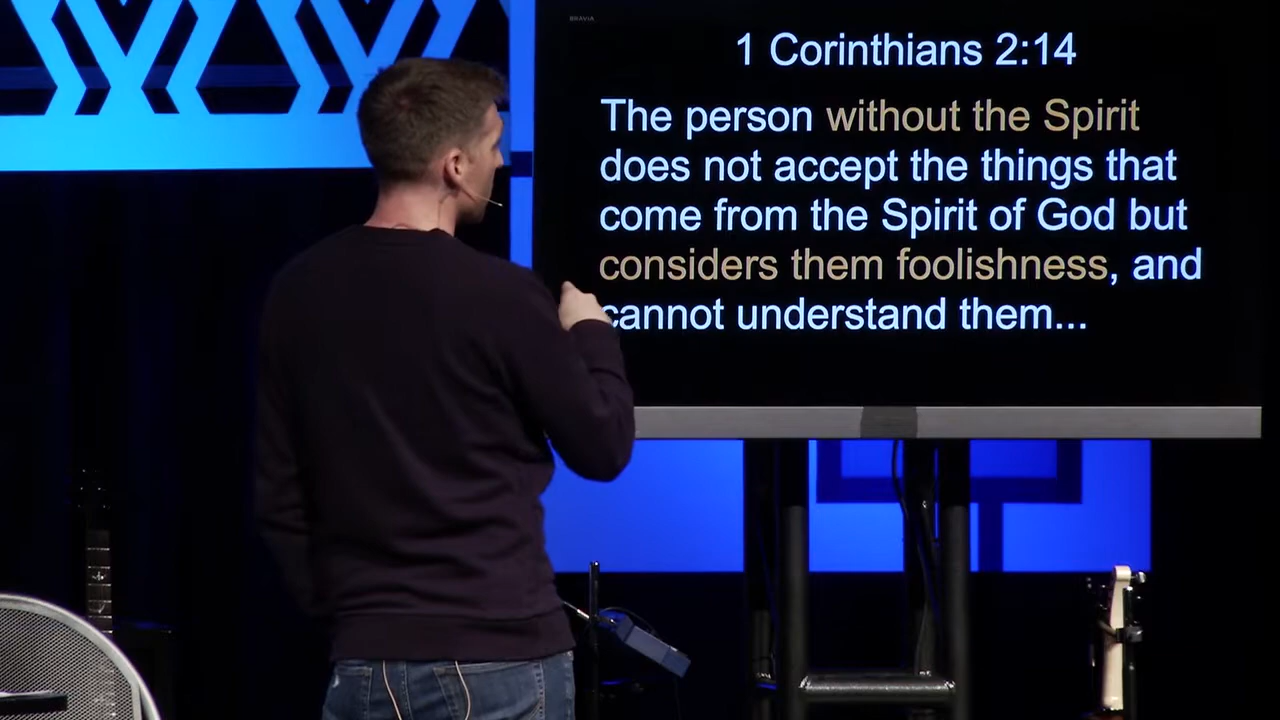 BRAVIA
1 Corinthians 2:14
The person without the Spirit
does not accept the things that
come from the Spirit of God but
considers them foolishness, and
cannot understand them...